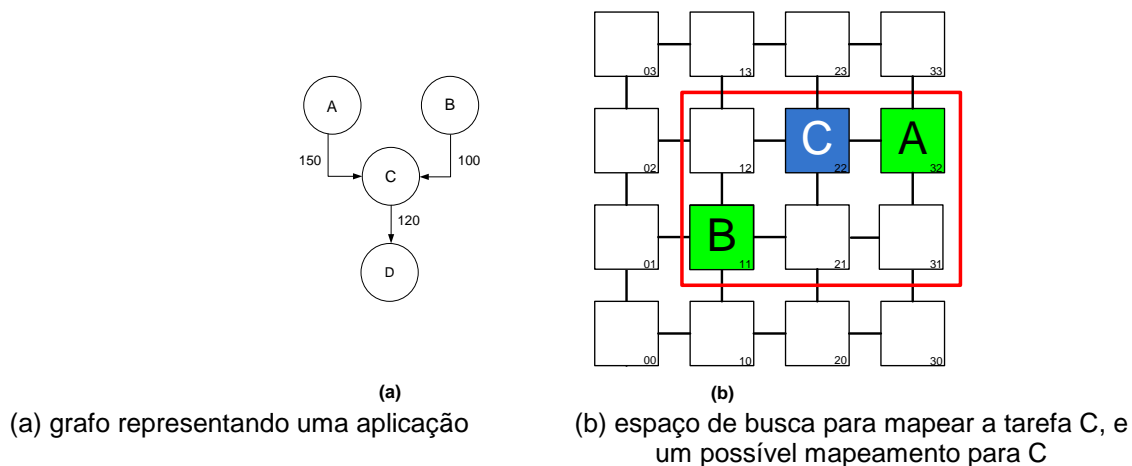 A
B
150
100
C
120
D
(a)
(a) grafo representando uma aplicação
03
13
23
33
C
A
02
12
22
32
B
01
11
21
31
00
10
20
30
(b)
(b) espaço de busca para mapear a tarefa C, e
um possível mapeamento para C